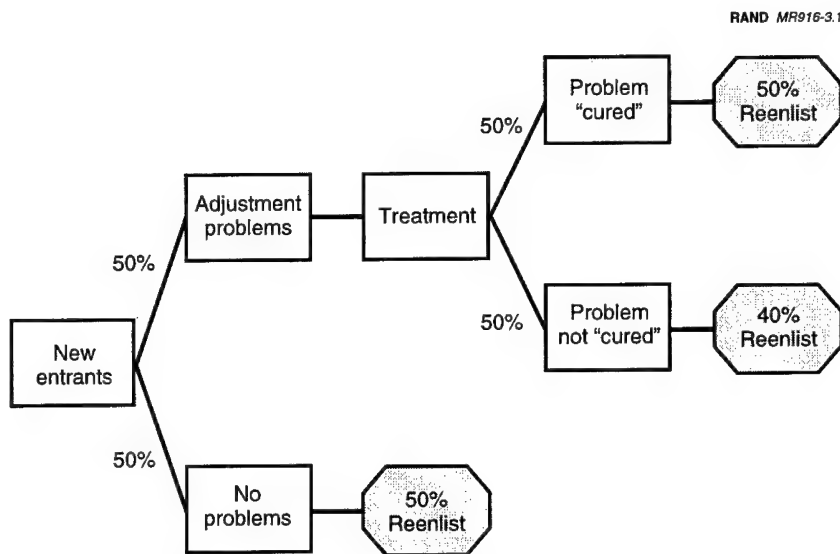 RAND MR916-3.1
Problem
"cured"
50%
Reenlist
50%
Adjustment
problems
Treatment
50%
50%
Problem
not "cured"
40%
Reenlist
New
entrants
50%
No
problems
50%
Reenlist